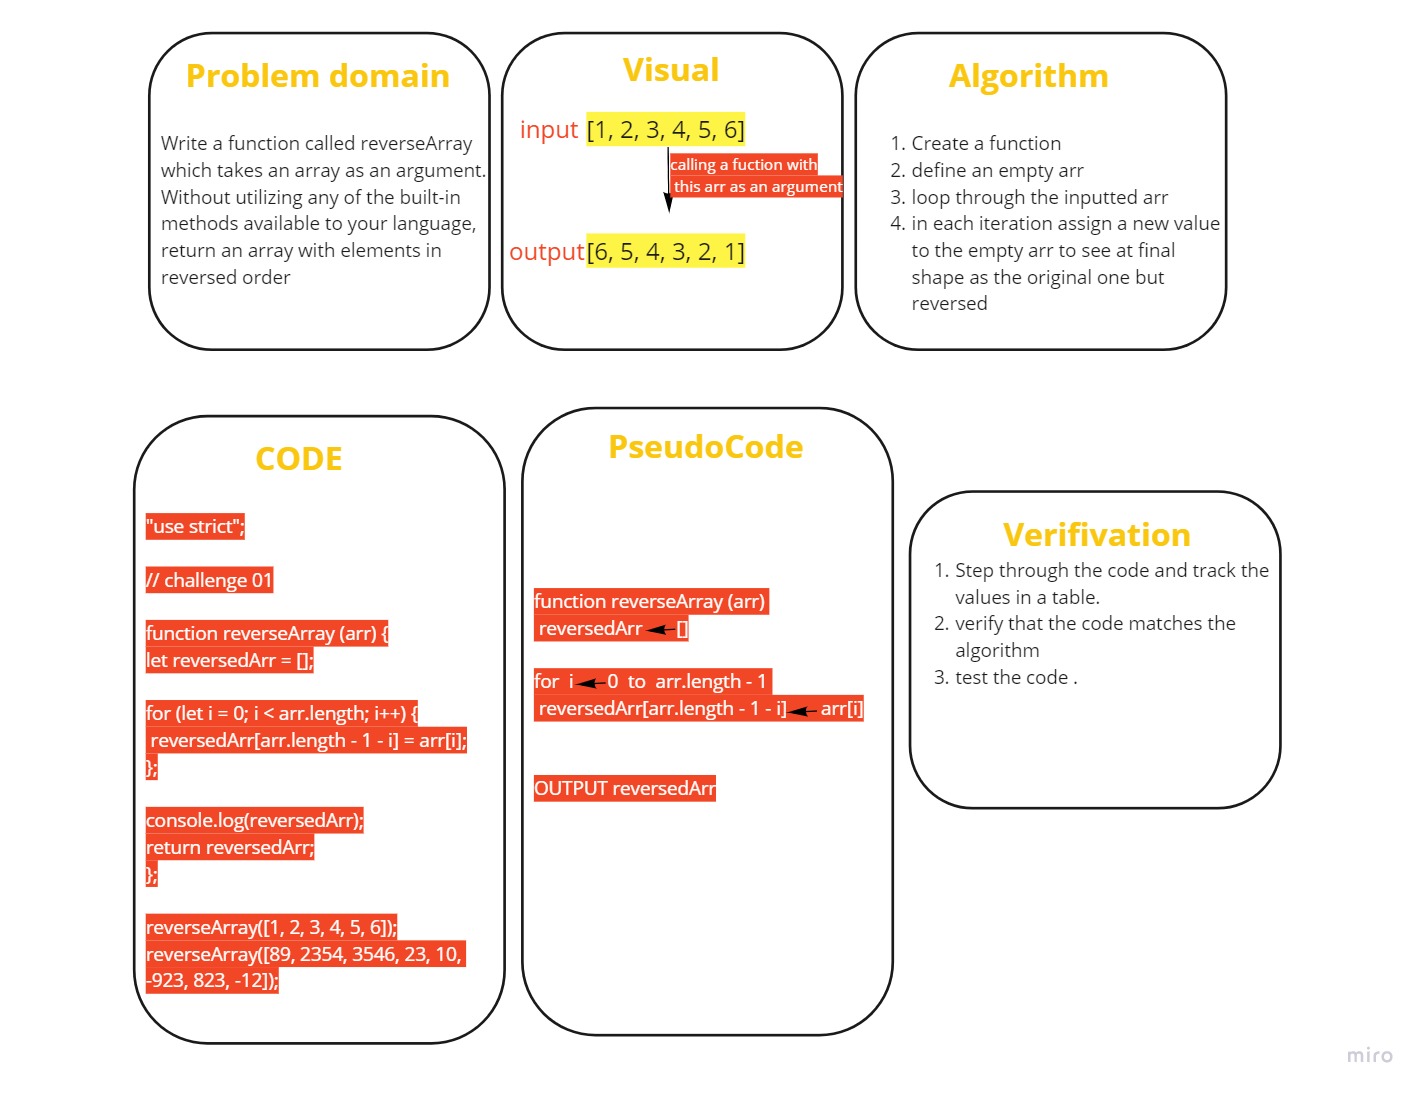 Problem domain
Write a function called reverseArray
which takes an array as an argument.
Without utilizing any of the built-in
methods available to your language,
return an array with elements in
reversed order
Visual
input [1, 2, 3, 4, 5, 6]
calling a fuction with
this arr as an argument
output [6, 5, 4, 3, 2, 1]
Algorithm
1. Create a function
2. define an empty arr
3. loop through the inputted arr
4. in each iteration assign a new value
to the empty arr to see at final
shape as the original one but
reversed
CODE
"use strict";
// challenge 01
function reverseArray (arr) {
let reversedArr = [];
for (let i = 0; i < arr.length; i++) {
reversedArr[arr.length - 1 - i] = arr[i];
};
console.log(reversedArr);
return reversedArr;
};
reverseArray([1, 2, 3, 4, 5, 6]);
reverseArray([89, 2354, 3546, 23, 10,
-923, 823, -12]);
PseudoCode
function reverseArray (arr)
reversedArr ← []
for i ← 0 to arr.length - 1
reversedArr[arr.length - 1 - i] ← arr[i]
OUTPUT reversedArr
Verifivation
1. Step through the code and track the
values in a table.
2. verify that the code matches the
algorithm
3. test the code .
miro